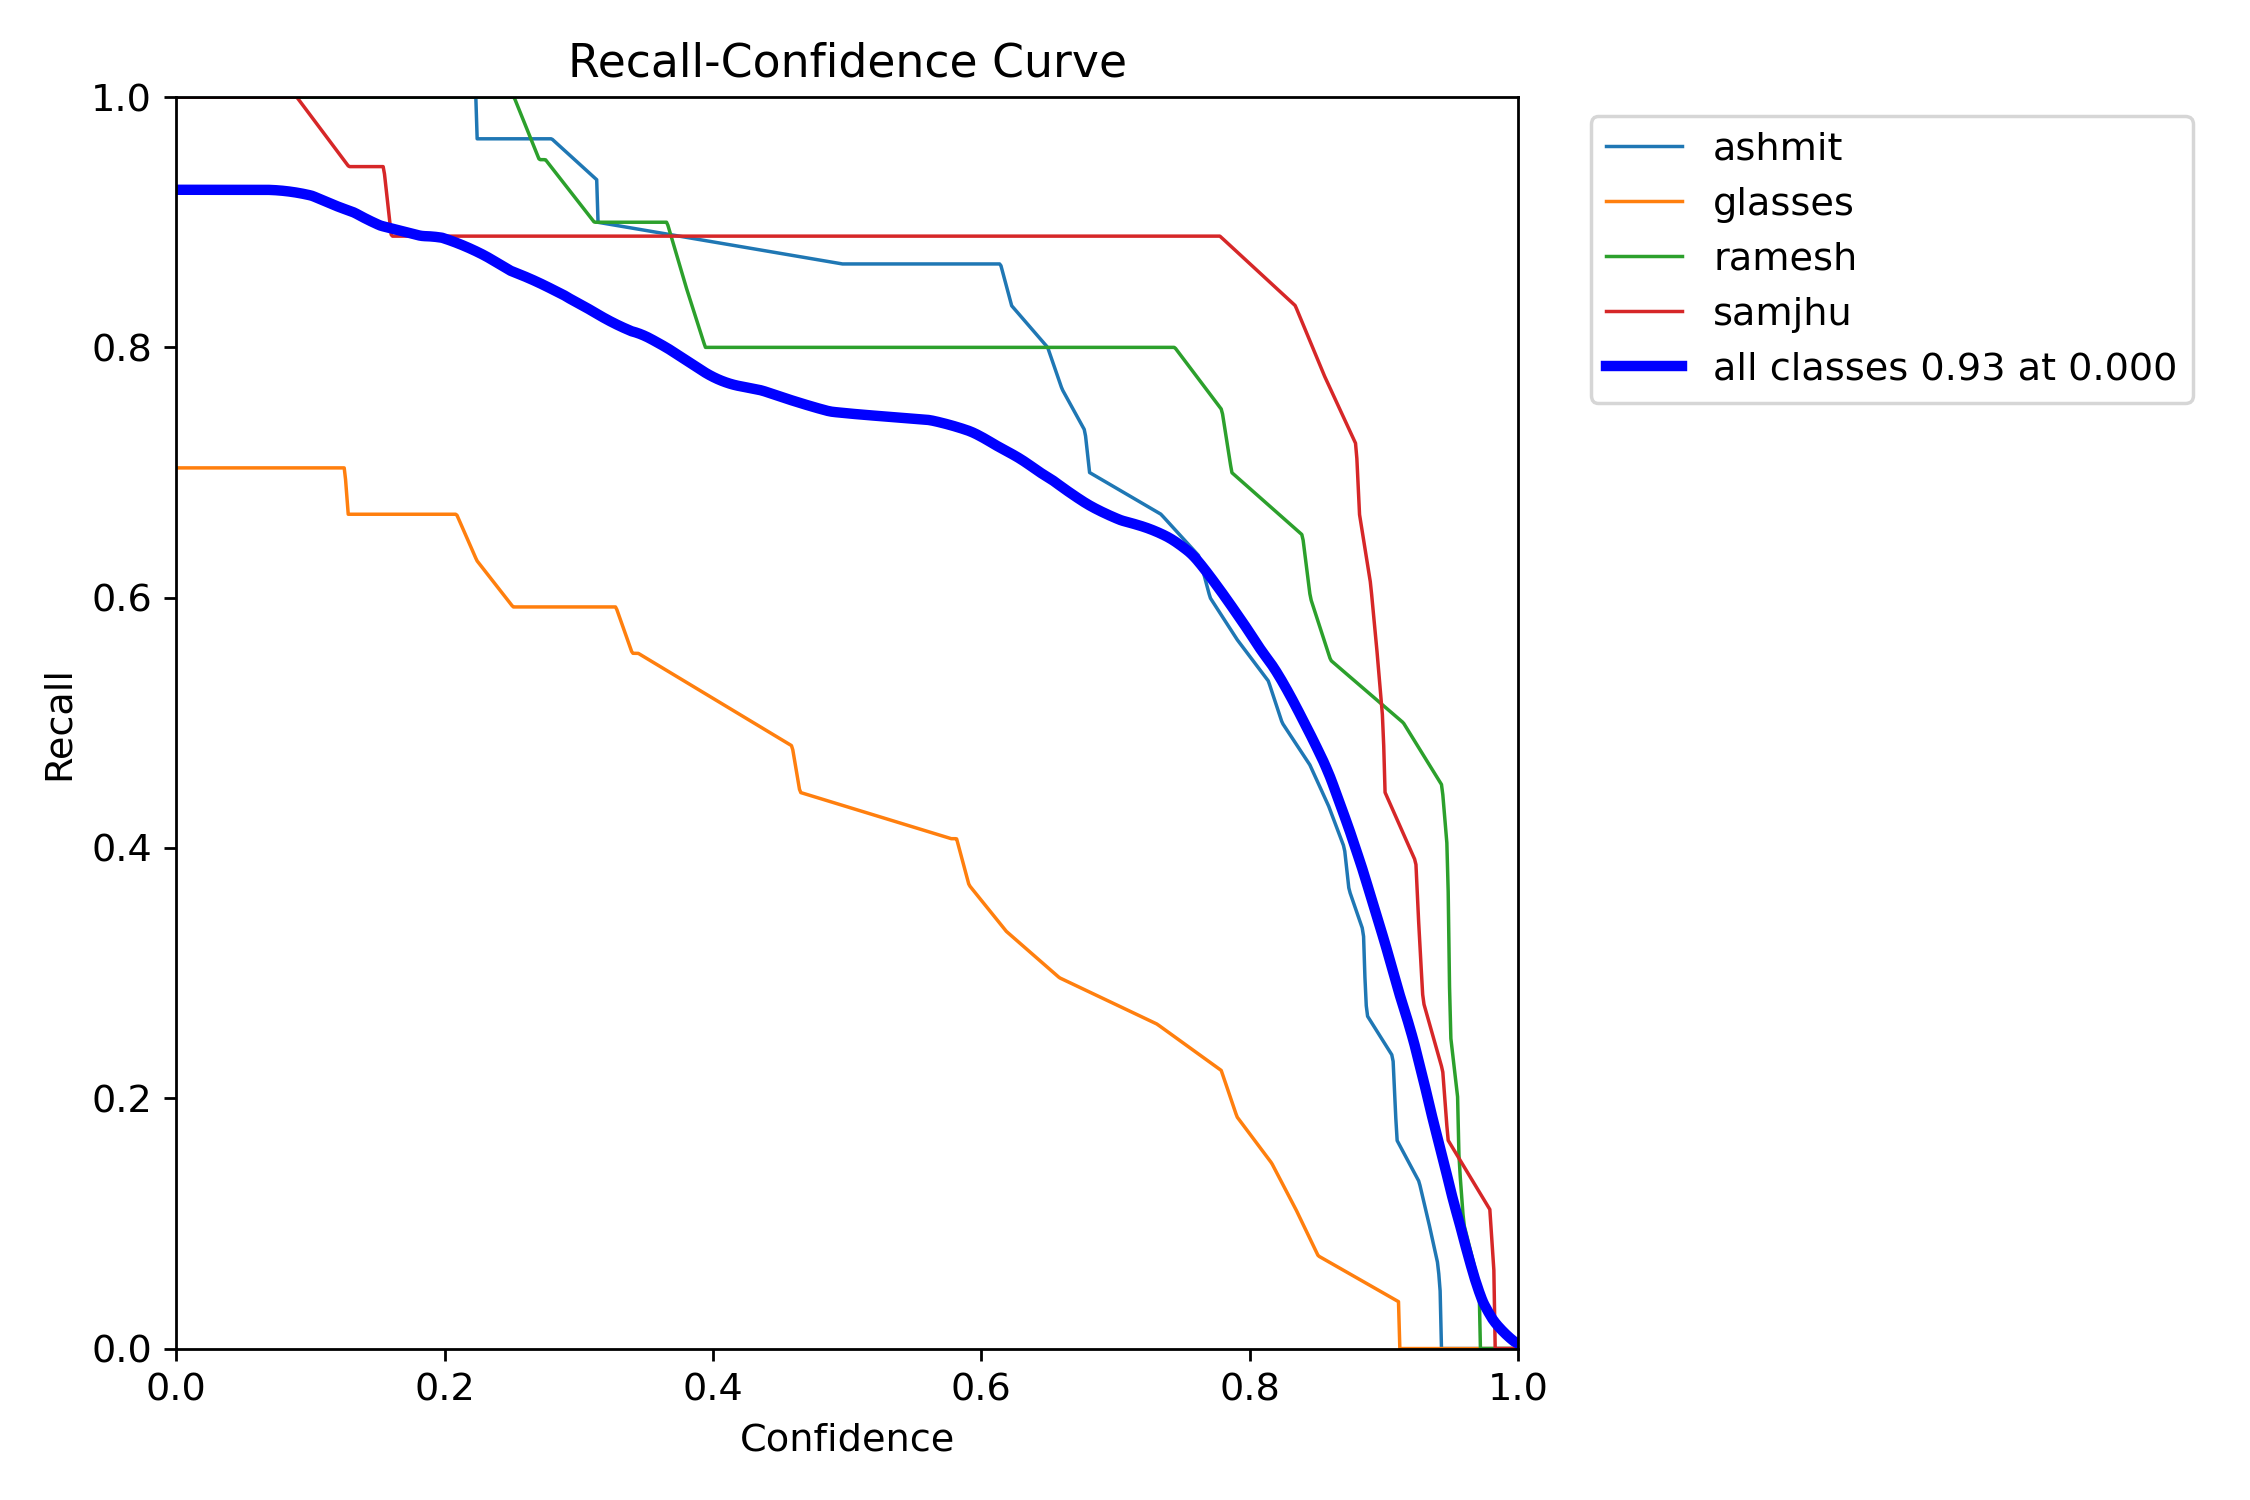 Recall-Confidence Curve
1.0
0.8
0.6
0.4
0.2
0.0
Recall
0.0 0.2 0.4 0.6 0.8 1.0
Confidence
ashmit
glasses
ramesh
samjhu
all classes 0.93 at 0.000